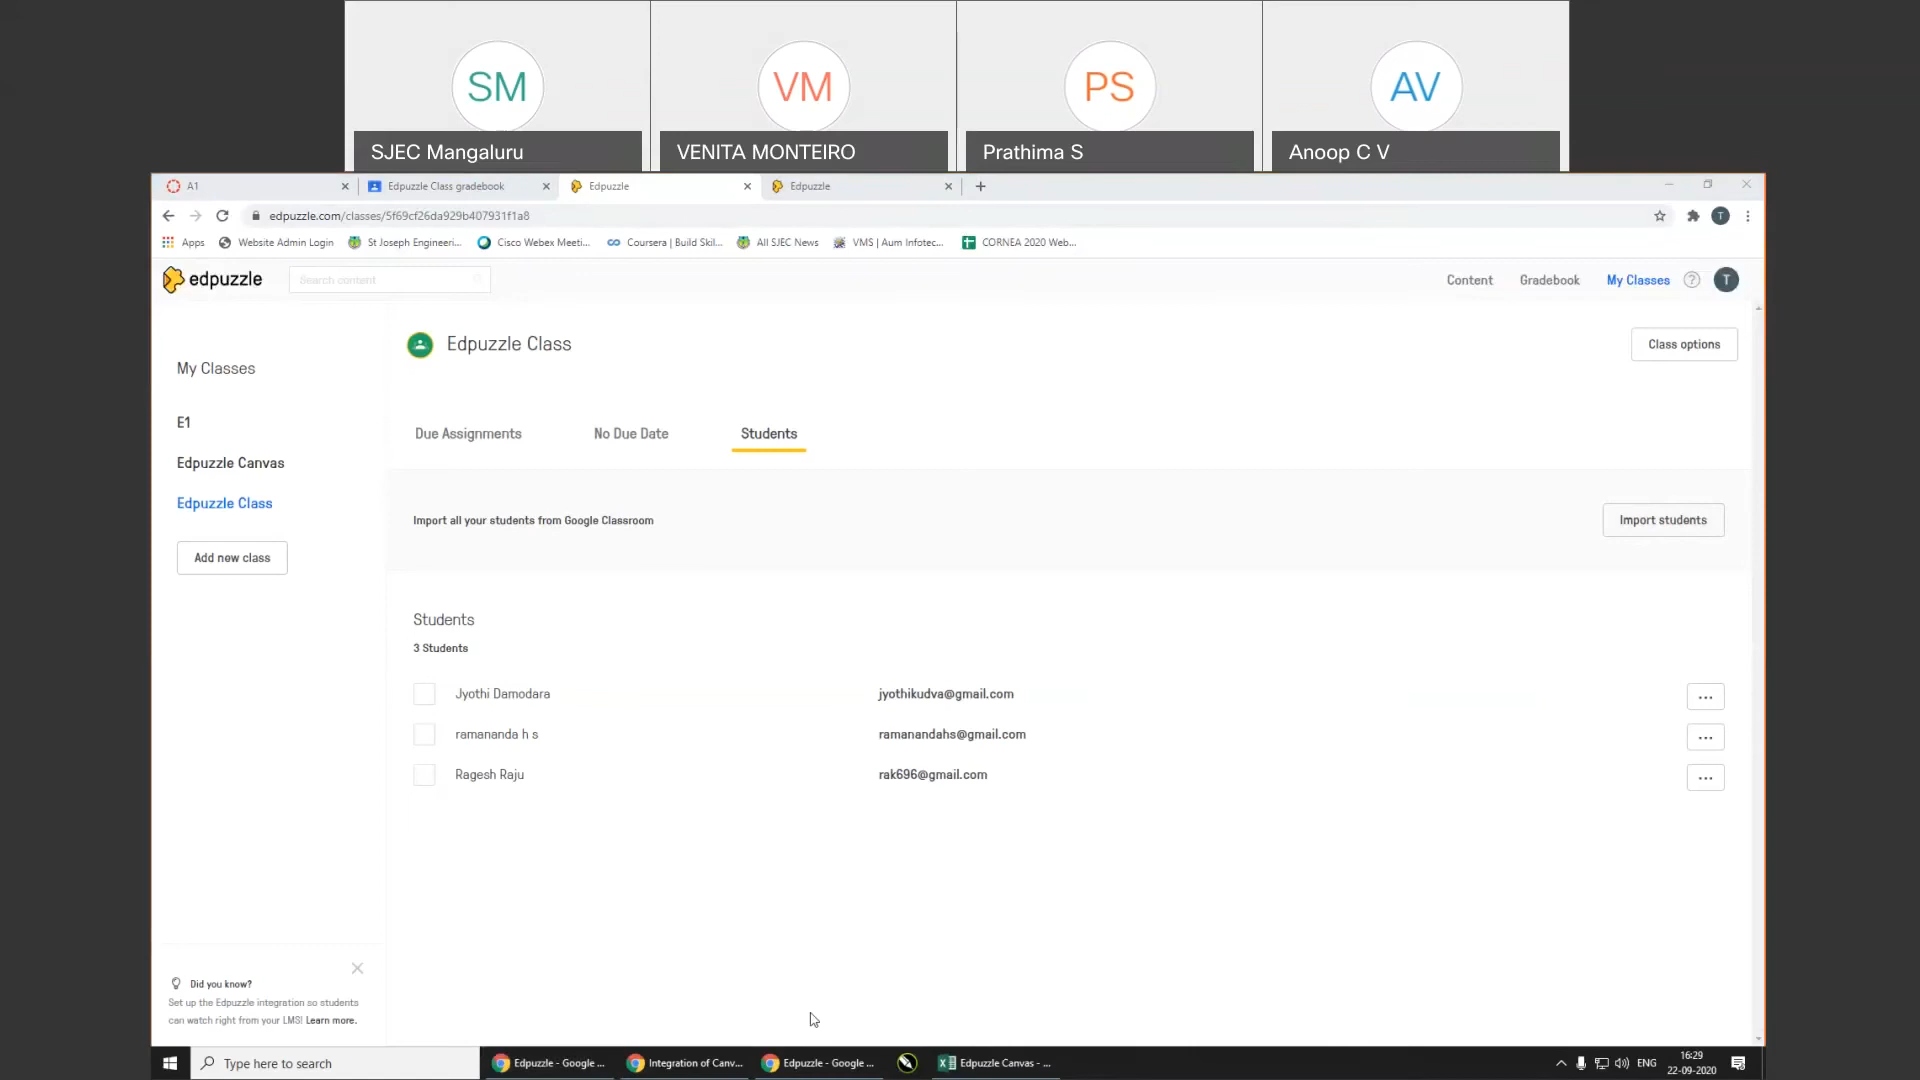 SM
VM
PS
AV
SJEC Mangaluru
VENITA MONTEIRO
Prathima S
Anoop C V
A1
Edpuzzle Class gradebook
Edpuzzle
Edpuzzle
edpuzzle.com/classes/5f69cf26da929b407931f1a8
T
Apps
Website Admin Login
St Joseph Engineeri...
Cisco Webex Meeti...
Coursera | Build Skil...
All SJEC News
VMS | Aum Infotec...
CORNEA 2020 Web...
edpuzzle
Search content
Content
Gradebook
My Classes
?
T
Edpuzzle Class
Class options
My Classes
E1
Edpuzzle Canvas
Edpuzzle Class
Add new class
Due Assignments
No Due Date
Students
Import all your students from Google Classroom
Import students
Students
3 Students
Jyothi Damodara
jyothikudva@gmail.com
ramananda h s
ramanandahs@gmail.com
Ragesh Raju
rak696@gmail.com
Did you know?
Set up the Edpuzzle integration so students
can watch right from your LMS! Learn more.
Type here to search
Edpuzzle - Google ...
Integration of Canv...
Edpuzzle - Google ...
Edpuzzle Canvas - ...
ENG
16:29
22-09-2020